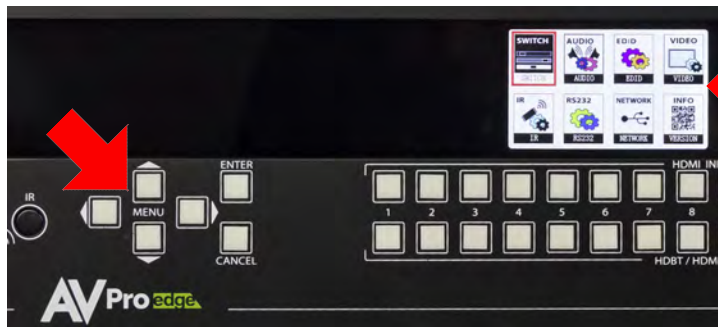 SWITCH AUDIO EDID VIDEO
SWITCH AUDIO EDID VIDEO
IR RS232 NETWORK INFO
IR RS232 NETWORK VERSION
ENTER
HDMI IN
IR
MENU
1 2 3 4 5 6 7 8
CANCEL
HDBT / HDM
AVPro edge